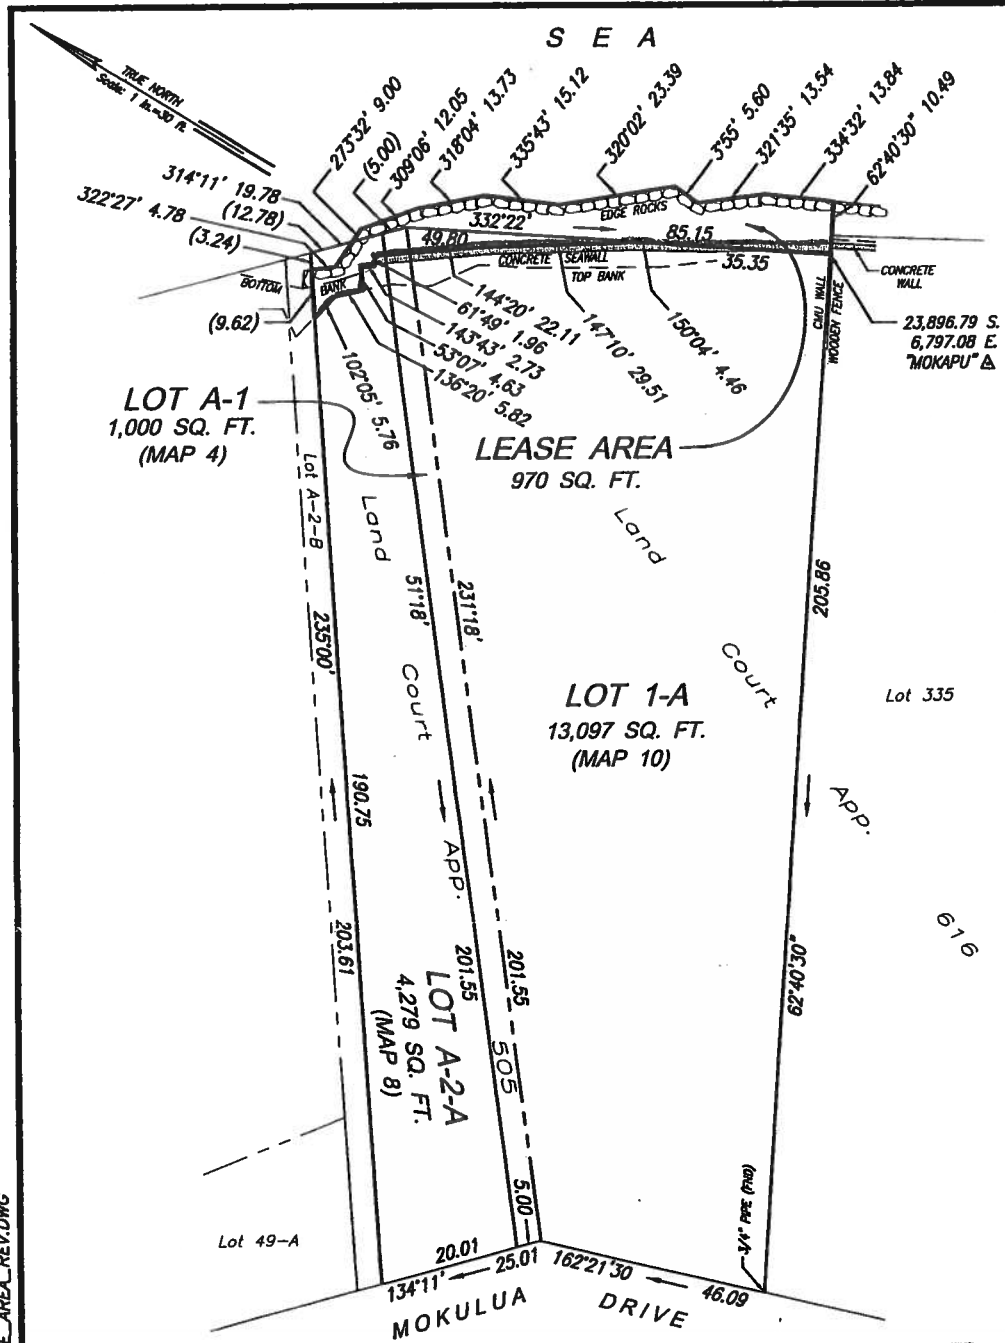 S E A
TRUE NORTH
Scale: 1 in.=30 ft.
273°32' 9.00
(5.00)
309°06' 12.05
318°04' 13.73
335°43' 15.12
320°02' 23.39
3°55' 5.60
321°35' 13.54
334°32' 13.84
62°40'30" 10.49
314°11' 19.78
(12.78)
322°27' 4.78
(3.24)
EDGE ROCKS
332°22'
85.15
49.80
CONCRETE SEAWALL
TOP BANK
35.35
BOTTOM
BANK
(9.62)
CONCRETE
WALL
CMU WALL
WOODEN FENCE
23,896.79 S.
6,797.08 E.
"MOKAPU"
144°20' 22.11
61°49' 1.96
143°43' 2.73
53°07' 4.63
136°20' 5.82
102°05' 5.76
147°10' 29.51
150°04' 4.46
LOT A-1
1,000 SQ. FT.
(MAP 4)
LEASE AREA
970 SQ. FT.
Lot A-2-B
Land
Court
App.
505
Land
Court
App.
616
51°18'
231°18'
205.86
235°00'
LOT 1-A
13,097 SQ. FT.
(MAP 10)
Lot 335
190.75
203.61
201.55
201.55
62°40'30"
LOT A-2-A
4,279 SQ. FT.
(MAP 8)
5.00
3/4" PIPE (FND)
Lot 49-A
20.01
25.01
134°11'
162°21'30
46.09
MOKULUA DRIVE
E_AREA_REV.DWG